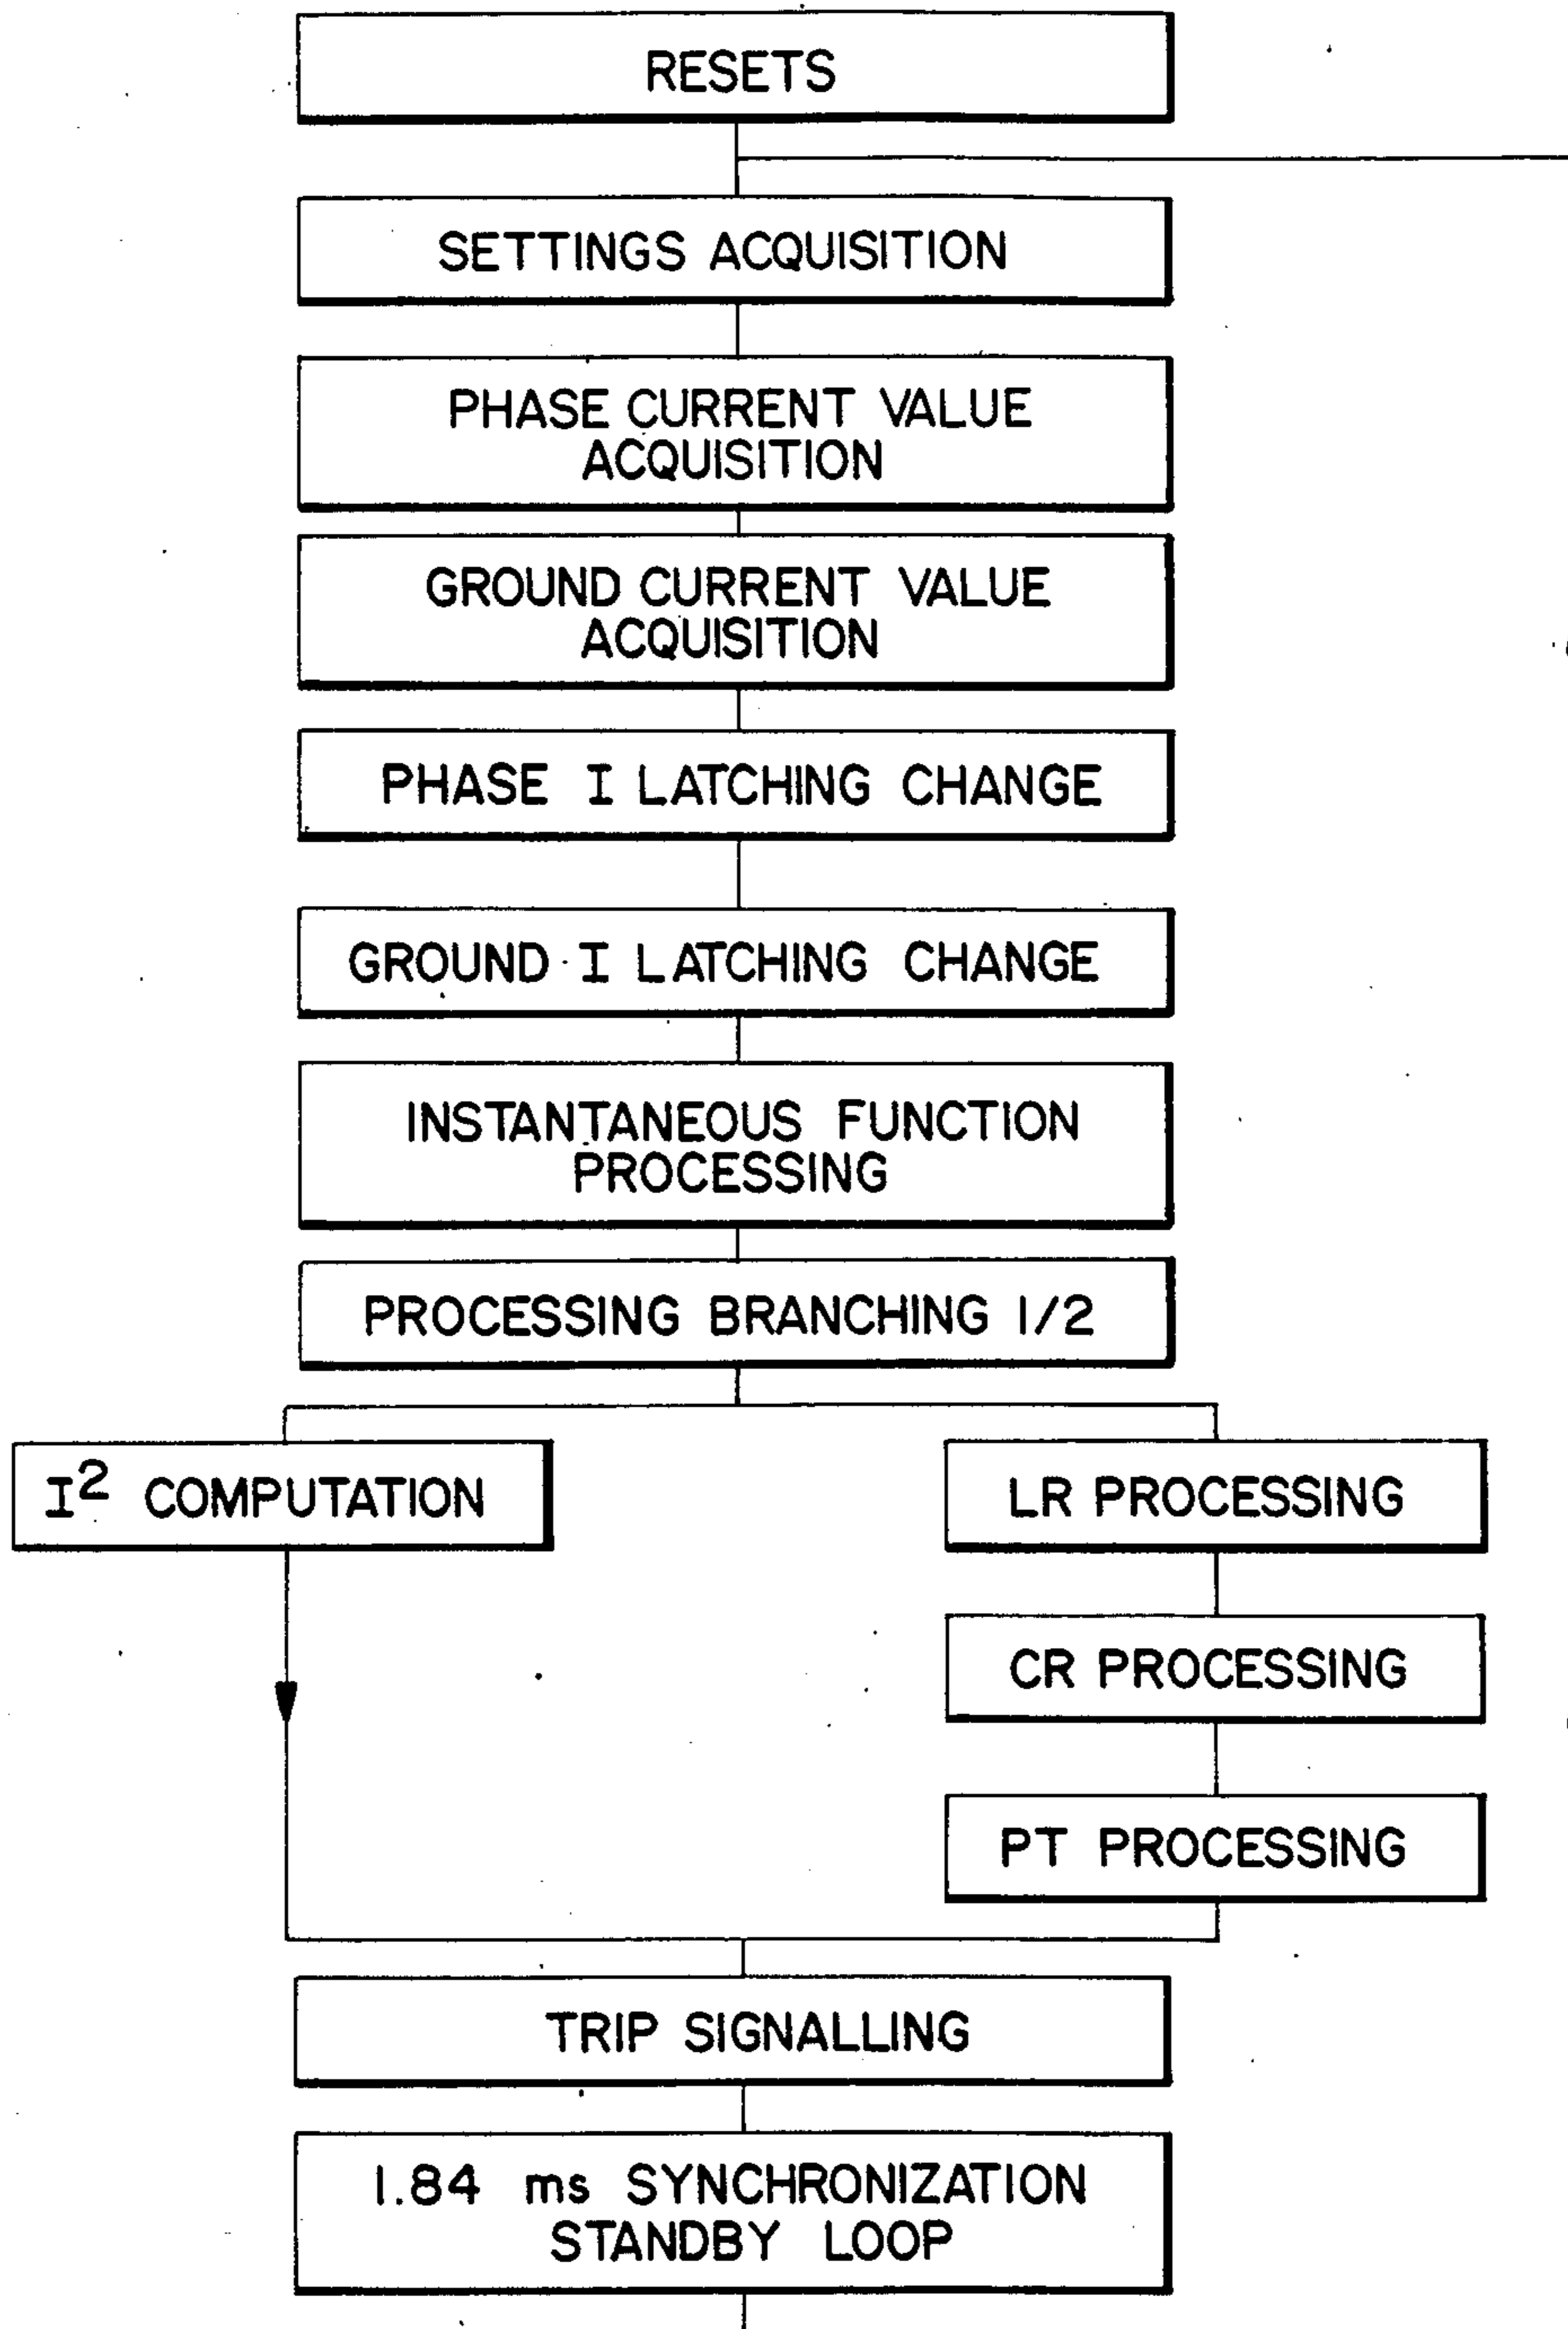 RESETS
SETTINGS ACQUISITION
PHASE CURRENT VALUE
ACQUISITION
GROUND CURRENT VALUE
ACQUISITION
PHASE I LATCHING CHANGE
GROUND I LATCHING CHANGE
INSTANTANEOUS FUNCTION
PROCESSING
PROCESSING BRANCHING 1/2
I² COMPUTATION
LR PROCESSING
CR PROCESSING
PT PROCESSING
TRIP SIGNALLING
1.84 ms SYNCHRONIZATION
STANDBY LOOP